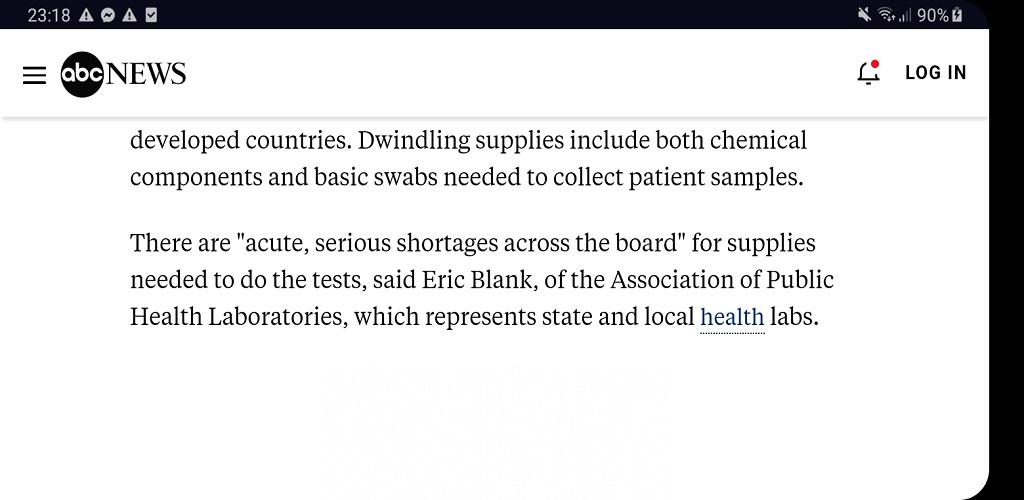 23:18 90%
abc NEWS LOG IN
developed countries. Dwindling supplies include both chemical
components and basic swabs needed to collect patient samples.
There are "acute, serious shortages across the board" for supplies
needed to do the tests, said Eric Blank, of the Association of Public
Health Laboratories, which represents state and local health labs.